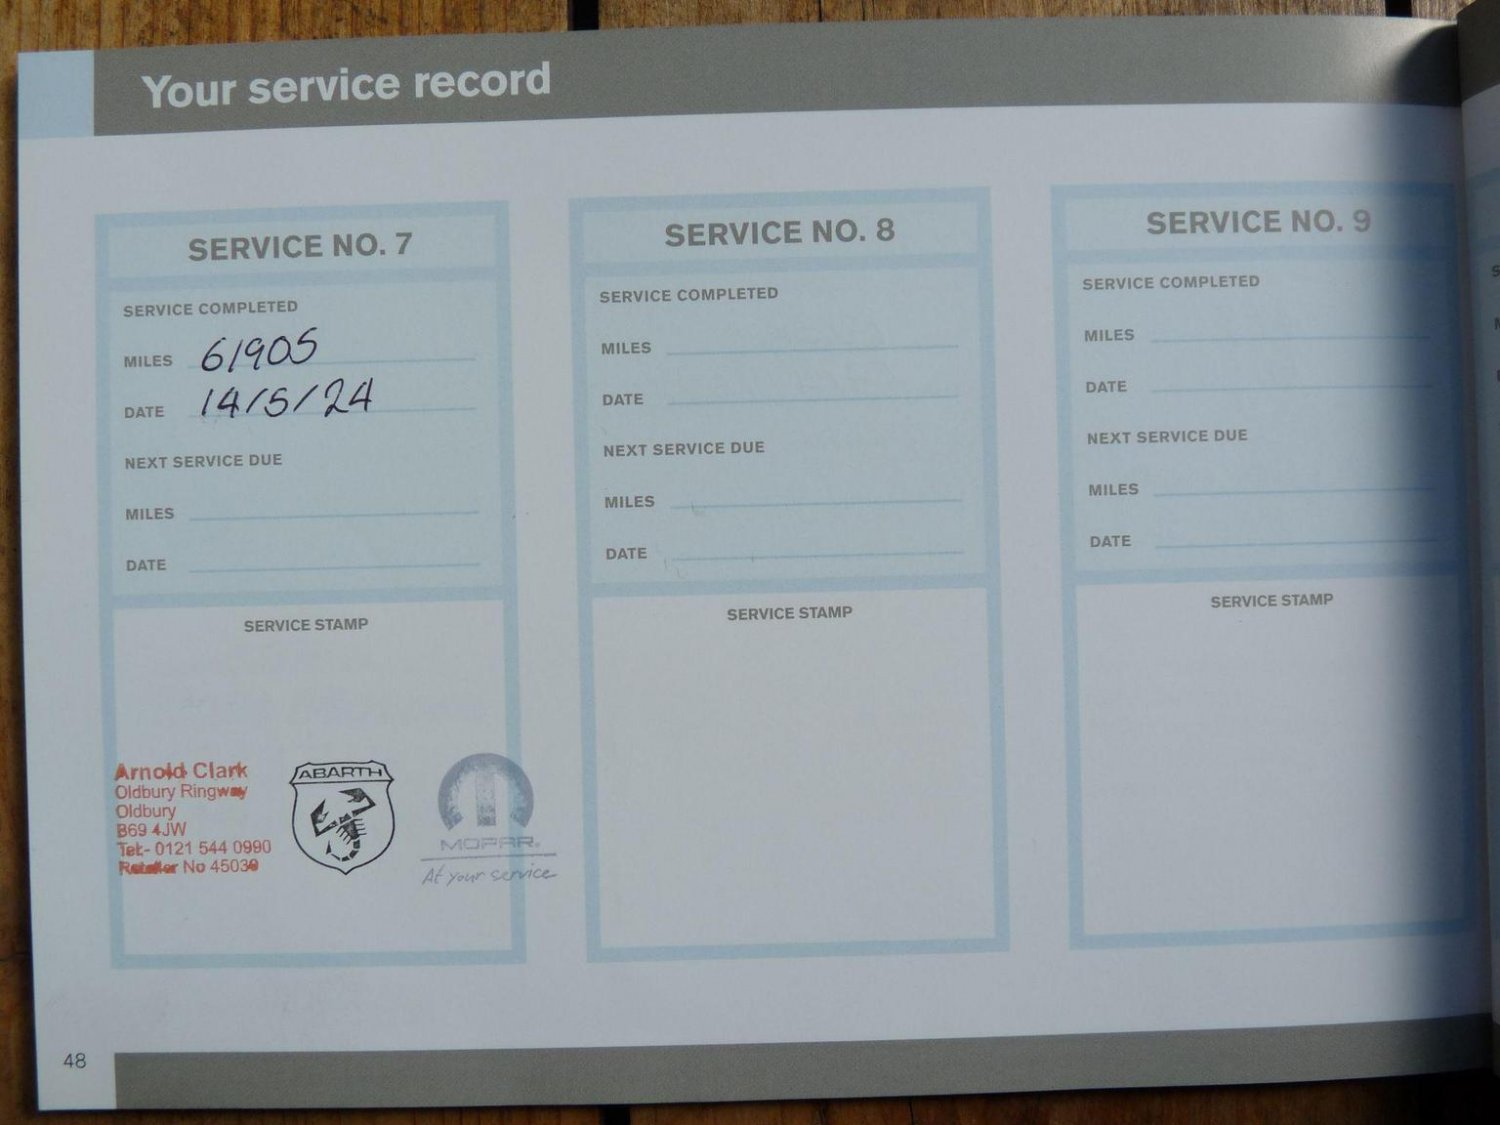 Your service record
SERVICE NO. 7
SERVICE COMPLETED
MILES 61905
DATE 14/5/24
NEXT SERVICE DUE
MILES
DATE
SERVICE STAMP
Arnold Clark
Oldbury Ringway
Oldbury
B69 4JW
Tel:- 0121 544 0990
No
ABARTH
MOPAR
At your service
SERVICE NO. 8
SERVICE COMPLETED
MILES
DATE
NEXT SERVICE DUE
MILES
DATE
SERVICE STAMP
SERVICE NO. 9
SERVICE COMPLETED
MILES
DATE
NEXT SERVICE DUE
MILES
DATE
SERVICE STAMP
48